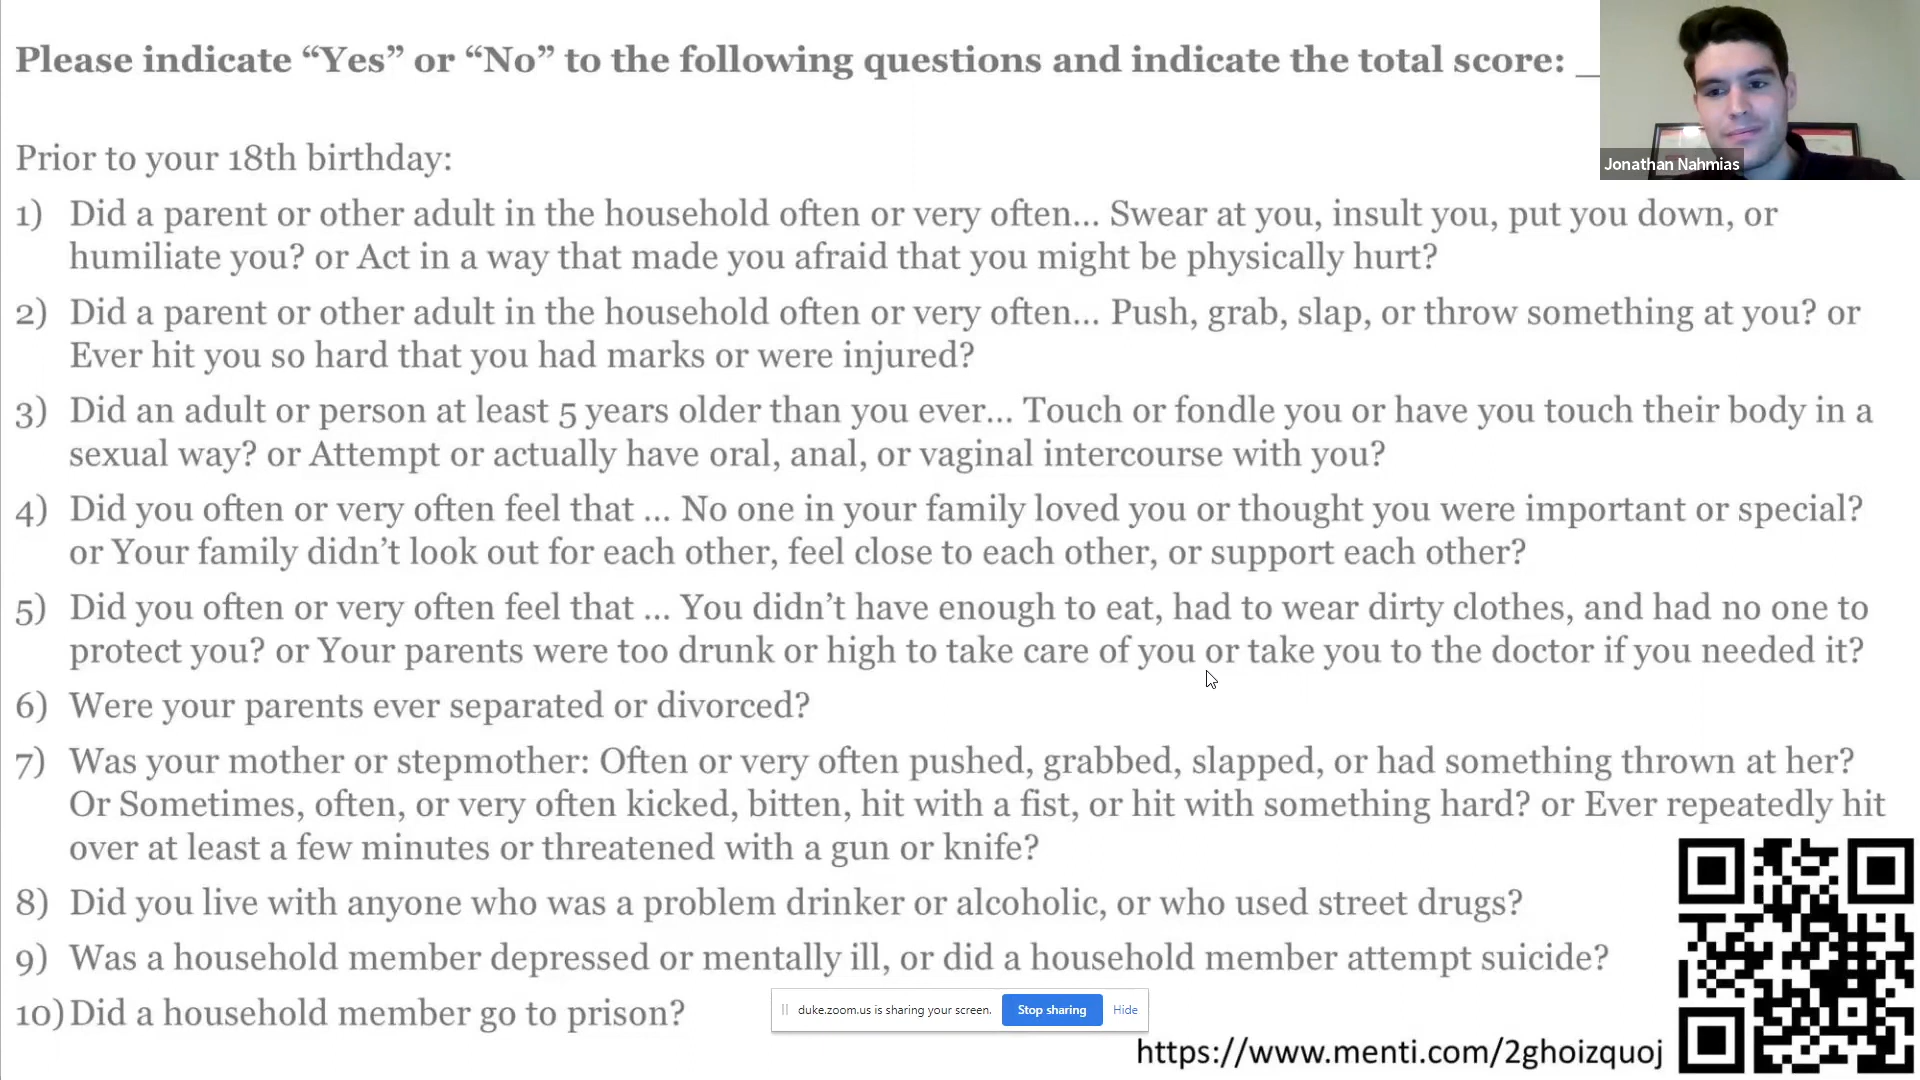 Please indicate “Yes” or “No” to the following questions and indicate the total score: _
Jonathan Nahmias
Prior to your 18th birthday:
1) Did a parent or other adult in the household often or very often... Swear at you, insult you, put you down, or
humiliate you? or Act in a way that made you afraid that you might be physically hurt?
2) Did a parent or other adult in the household often or very often... Push, grab, slap, or throw something at you? or
Ever hit you so hard that you had marks or were injured?
3) Did an adult or person at least 5 years older than you ever... Touch or fondle you or have you touch their body in a
sexual way? or Attempt or actually have oral, anal, or vaginal intercourse with you?
4) Did you often or very often feel that ... No one in your family loved you or thought you were important or special?
or Your family didn’t look out for each other, feel close to each other, or support each other?
5) Did you often or very often feel that ... You didn’t have enough to eat, had to wear dirty clothes, and had no one to
protect you? or Your parents were too drunk or high to take care of you or take you to the doctor if you needed it?
6) Were your parents ever separated or divorced?
7) Was your mother or stepmother: Often or very often pushed, grabbed, slapped, or had something thrown at her?
Or Sometimes, often, or very often kicked, bitten, hit with a fist, or hit with something hard? or Ever repeatedly hit
over at least a few minutes or threatened with a gun or knife?
8) Did you live with anyone who was a problem drinker or alcoholic, or who used street drugs?
9) Was a household member depressed or mentally ill, or did a household member attempt suicide?
10) Did a household member go to prison?
duke.zoom.us is sharing your screen. Stop sharing Hide
https://www.menti.com/2ghoizquoj